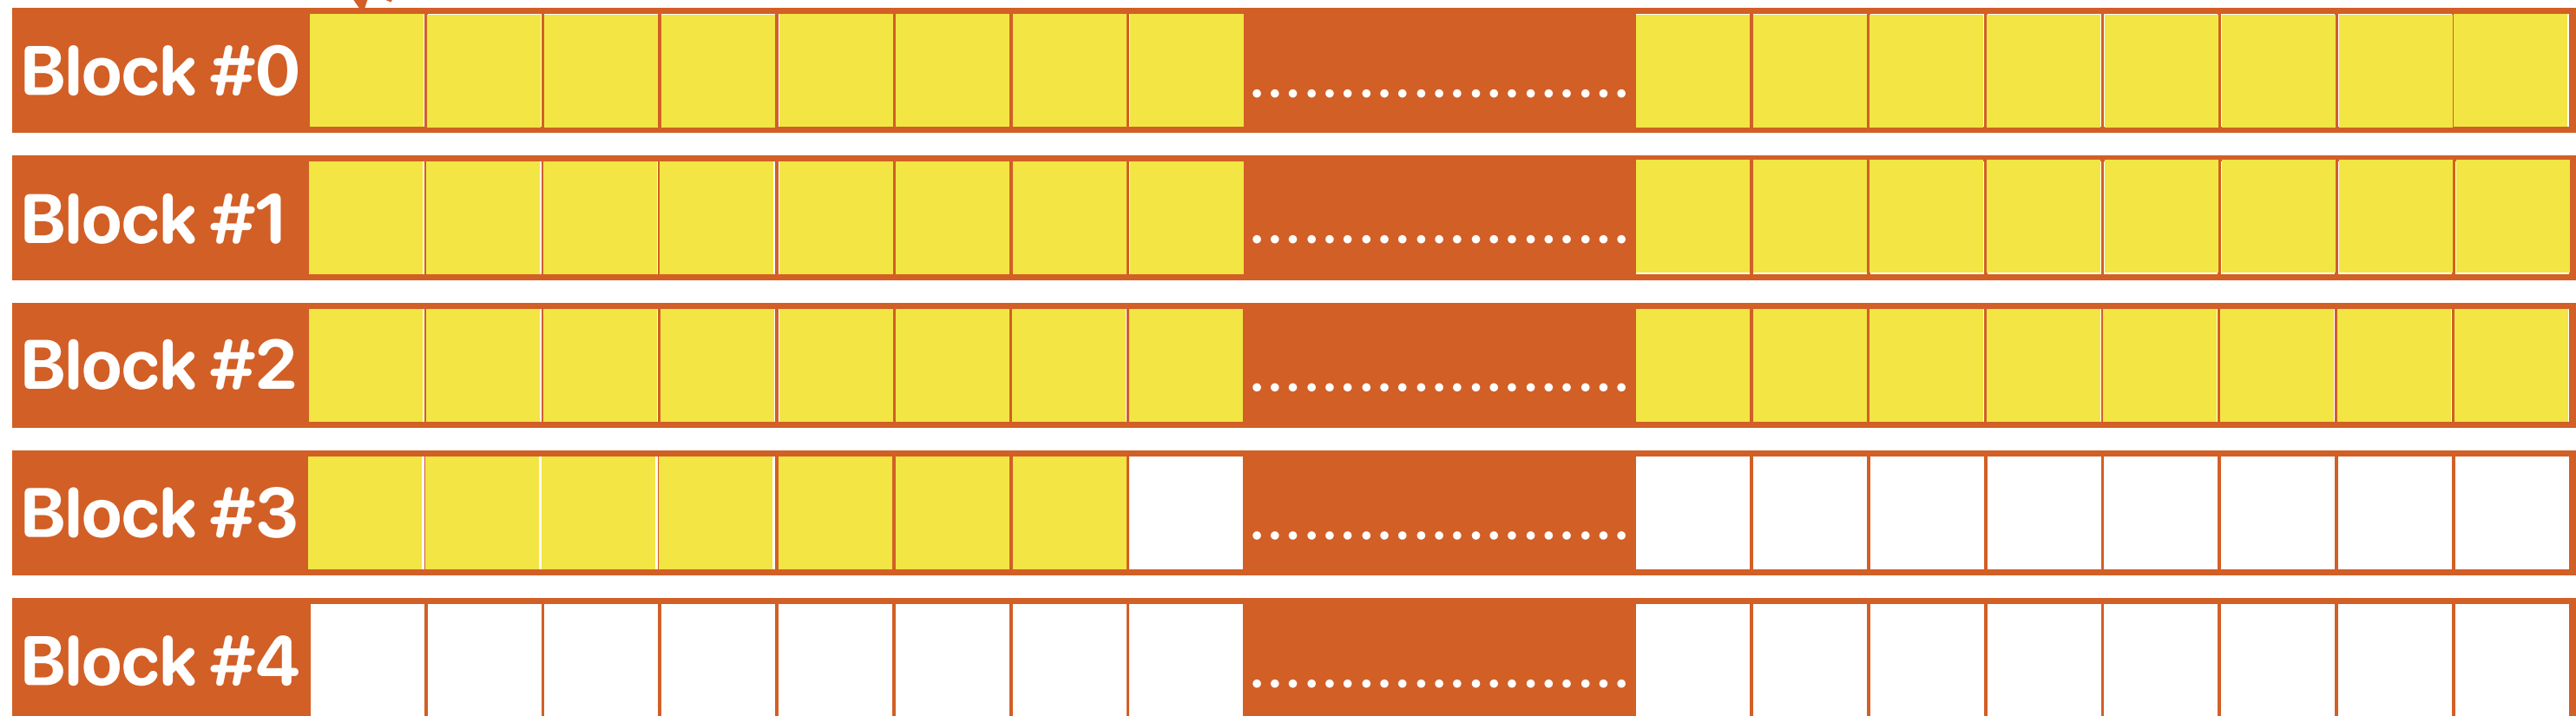 Block #0 .....................
Block #1 .....................
Block #2 .....................
Block #3 .....................
Block #4 .....................